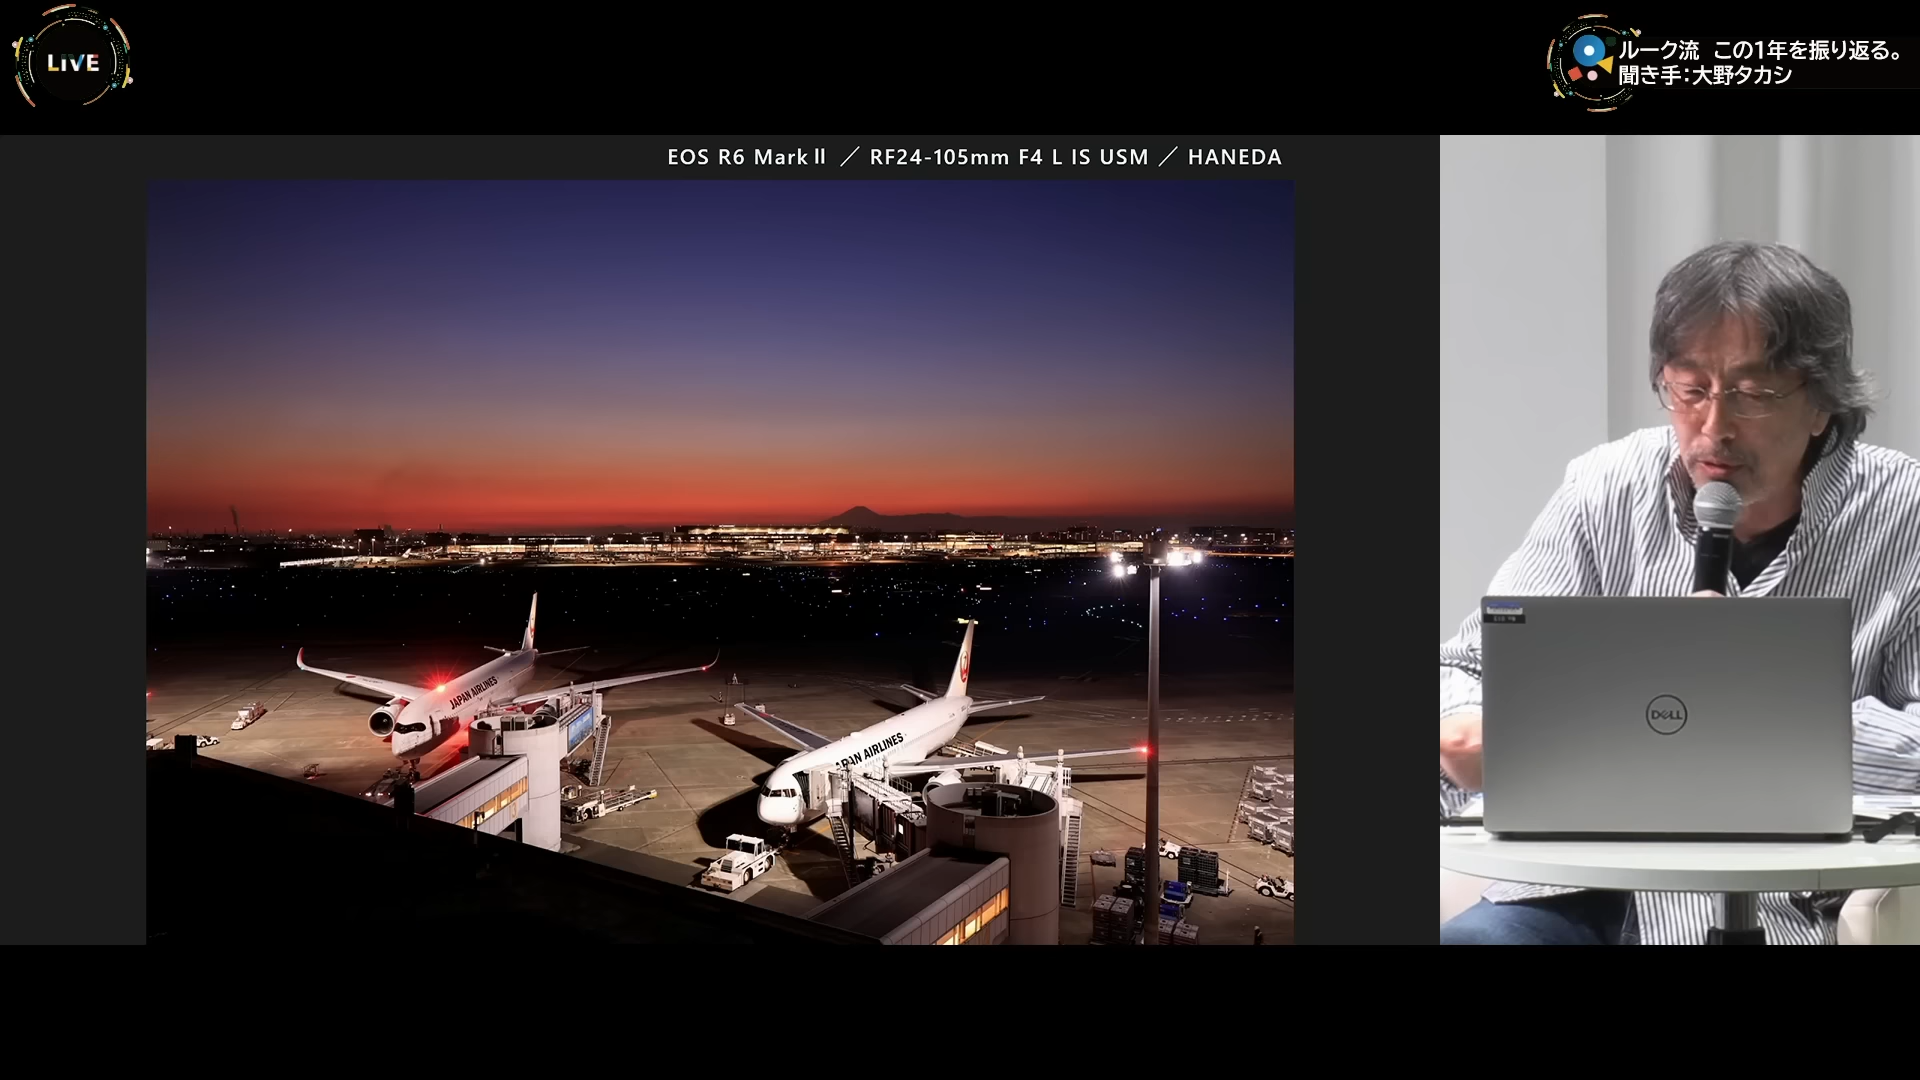 LIVE
ルーク流 この1年を振り返る。
聞き手：大野タカシ
EOS R6 Mark Ⅱ ／ RF24-105mm F4 L IS USM ／ HANEDA
JAPAN AIRLINES
JAPAN AIRLINES
DELL